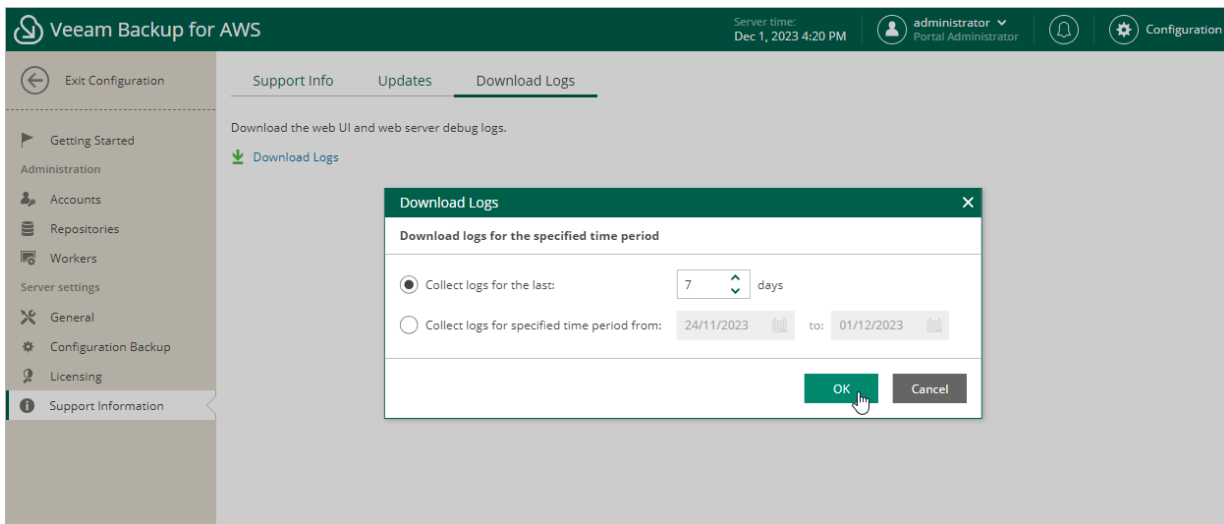 Veeam Backup for AWS
Server time:
Dec 1, 2023 4:20 PM
administrator
Portal Administrator
Configuration
Exit Configuration
Support Info Updates Download Logs
Getting Started
Administration
Accounts
Repositories
Workers
Server settings
General
Configuration Backup
Licensing
Support Information
Download the web UI and web server debug logs.
Download Logs
Download Logs
Download logs for the specified time period
Collect logs for the last: 7 days
Collect logs for specified time period from: 24/11/2023 to: 01/12/2023
OK Cancel